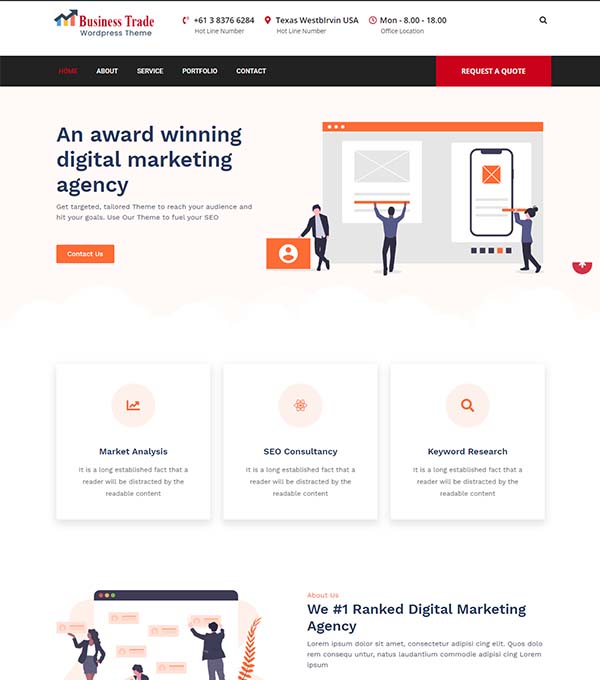 Business Trade
Wordpress Theme
+61 3 8376 6284
Hot Line Number
Texas Westblrvin USA
Hot Line Number
Mon - 8.00 - 18.00
Office Location
HOME ABOUT SERVICE PORTFOLIO CONTACT
REQUEST A QUOTE
An award winning
digital marketing
agency
Get targeted, tailored Theme to reach your audience and
hit your goals. Use Our Theme to fuel your SEO
Contact Us
Market Analysis
It is a long established fact that a
reader will be distracted by the
readable content
SEO Consultancy
It is a long established fact that a
reader will be distracted by the
readable content
Keyword Research
It is a long established fact that a
reader will be distracted by the
readable content
About Us
We #1 Ranked Digital Marketing
Agency
Lorem ipsum dolor sit amet, consectetur adipisi cing elit. Quod dolo
rem consequ untur, natus laudantium commodi doloribs cing Lorem
ipsum